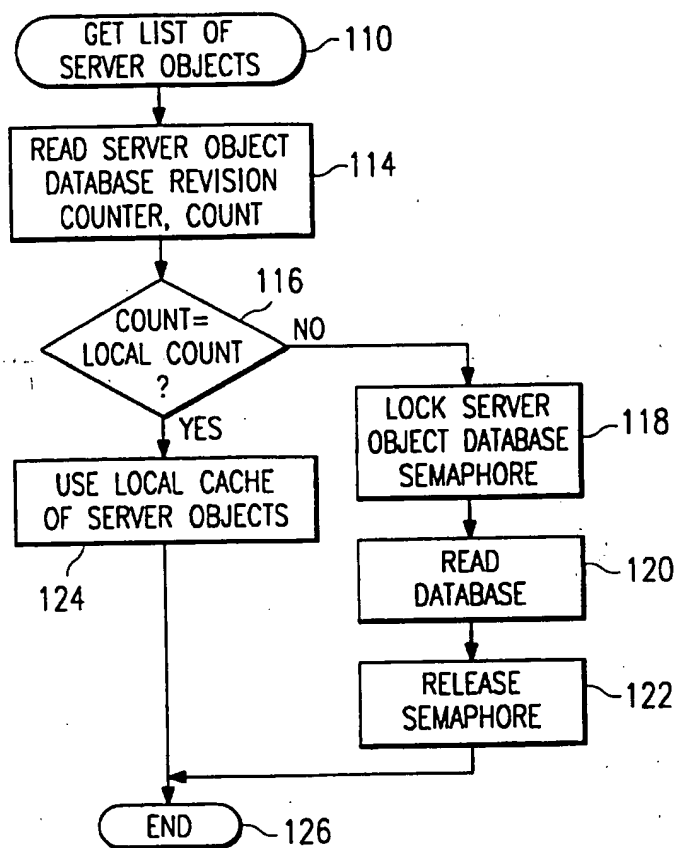 GET LIST OF
SERVER OBJECTS
110
READ SERVER OBJECT
DATABASE REVISION
COUNTER, COUNT
114
116
COUNT=
LOCAL COUNT
?
NO
YES
LOCK SERVER
OBJECT DATABASE
SEMAPHORE
118
USE LOCAL CACHE
OF SERVER OBJECTS
124
READ
DATABASE
120
RELEASE
SEMAPHORE
122
END
126